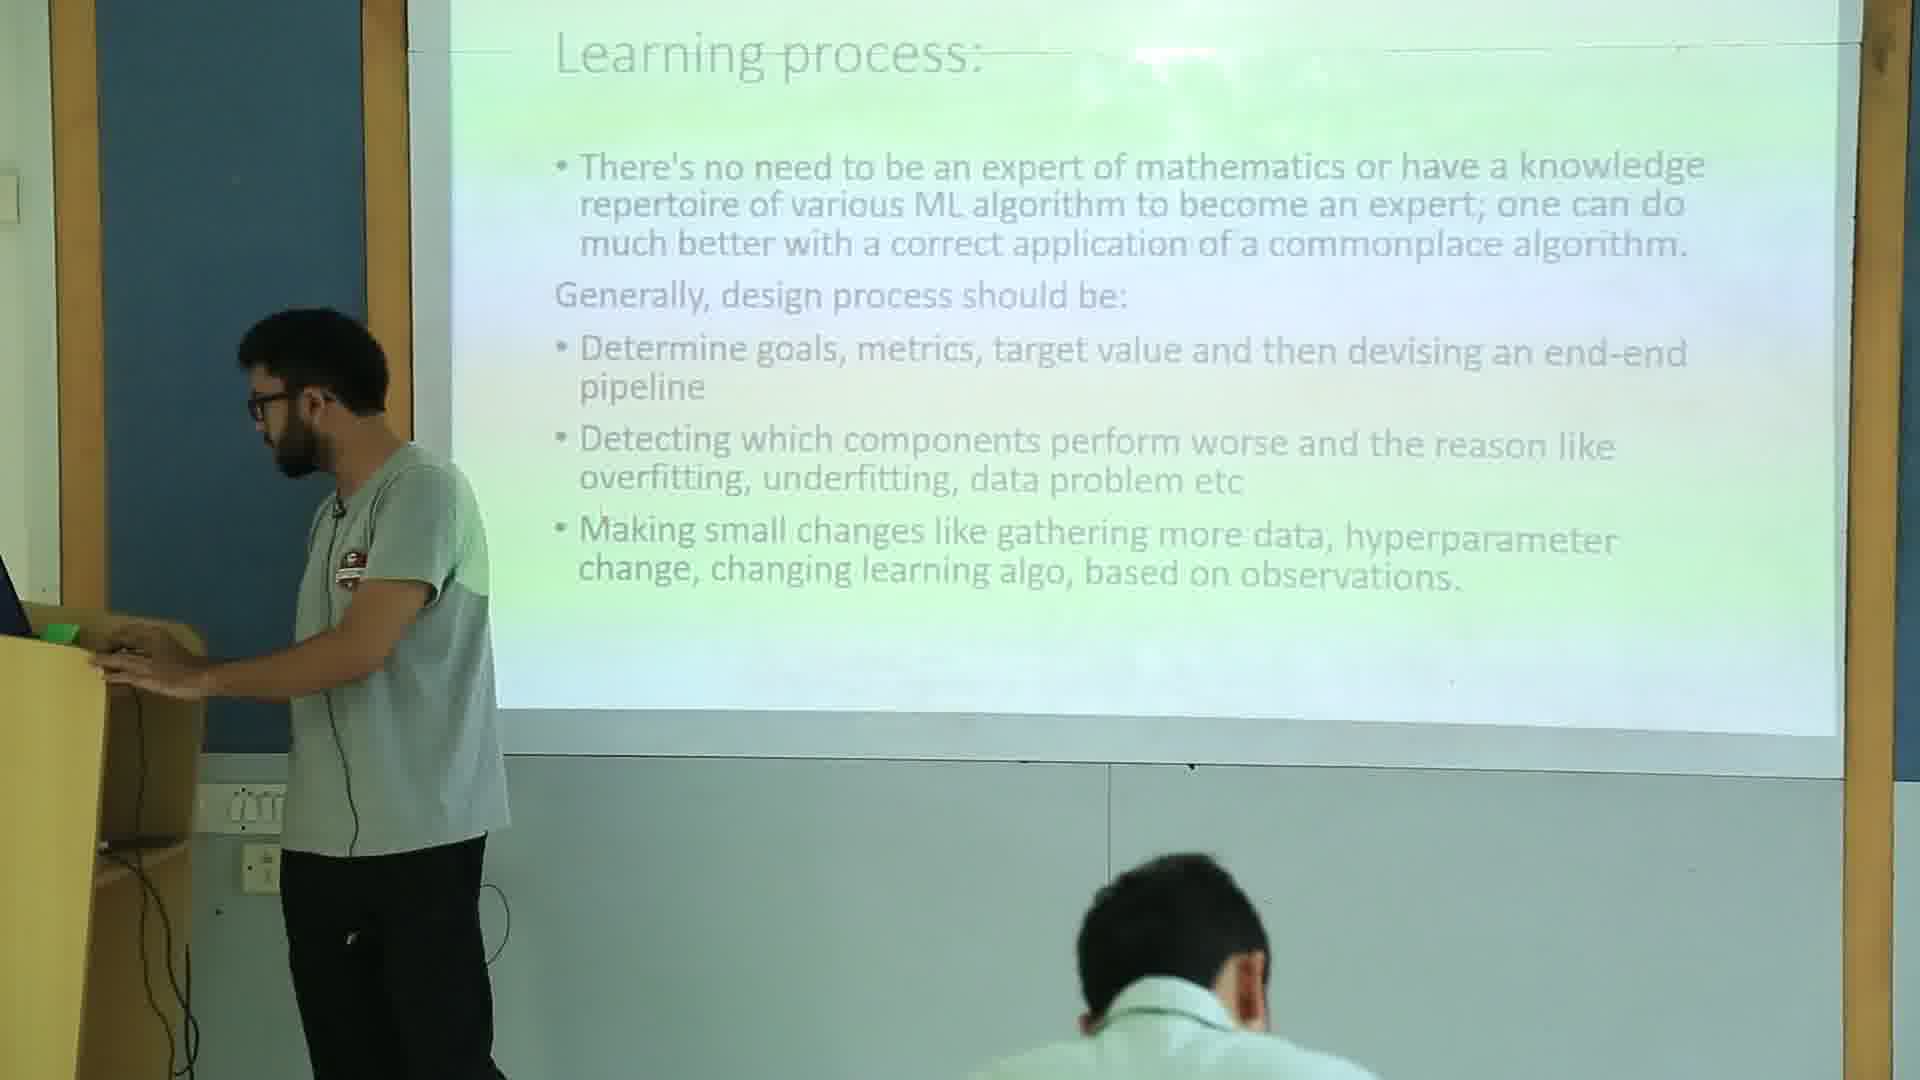 Learning process:
• There's no need to be an expert of mathematics or have a knowledge
repertoire of various ML algorithm to become an expert; one can do
much better with a correct application of a commonplace algorithm.
Generally, design process should be:
• Determine goals, metrics, target value and then devising an end-end
pipeline
• Detecting which components perform worse and the reason like
overfitting, underfitting, data problem etc
• Making small changes like gathering more data, hyperparameter
change, changing learning algo, based on observations.